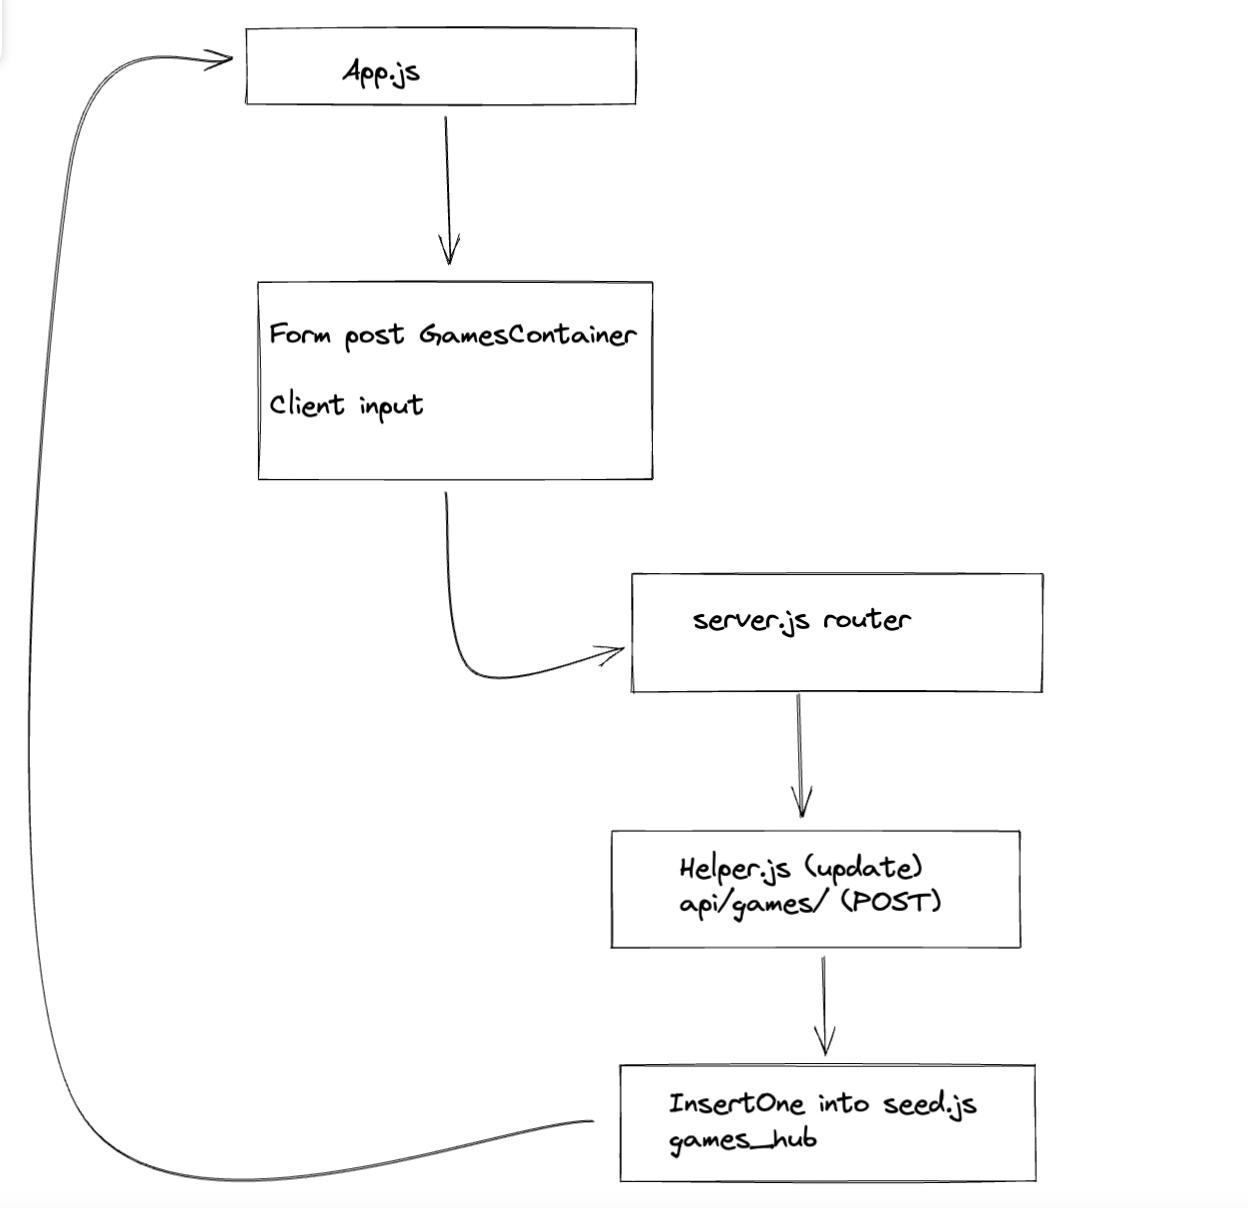 App.js
Form post GamesContainer
Client input
server.js router
Helper.js (update)
api/games/ (POST)
InsertOne into seed.js
games_hub